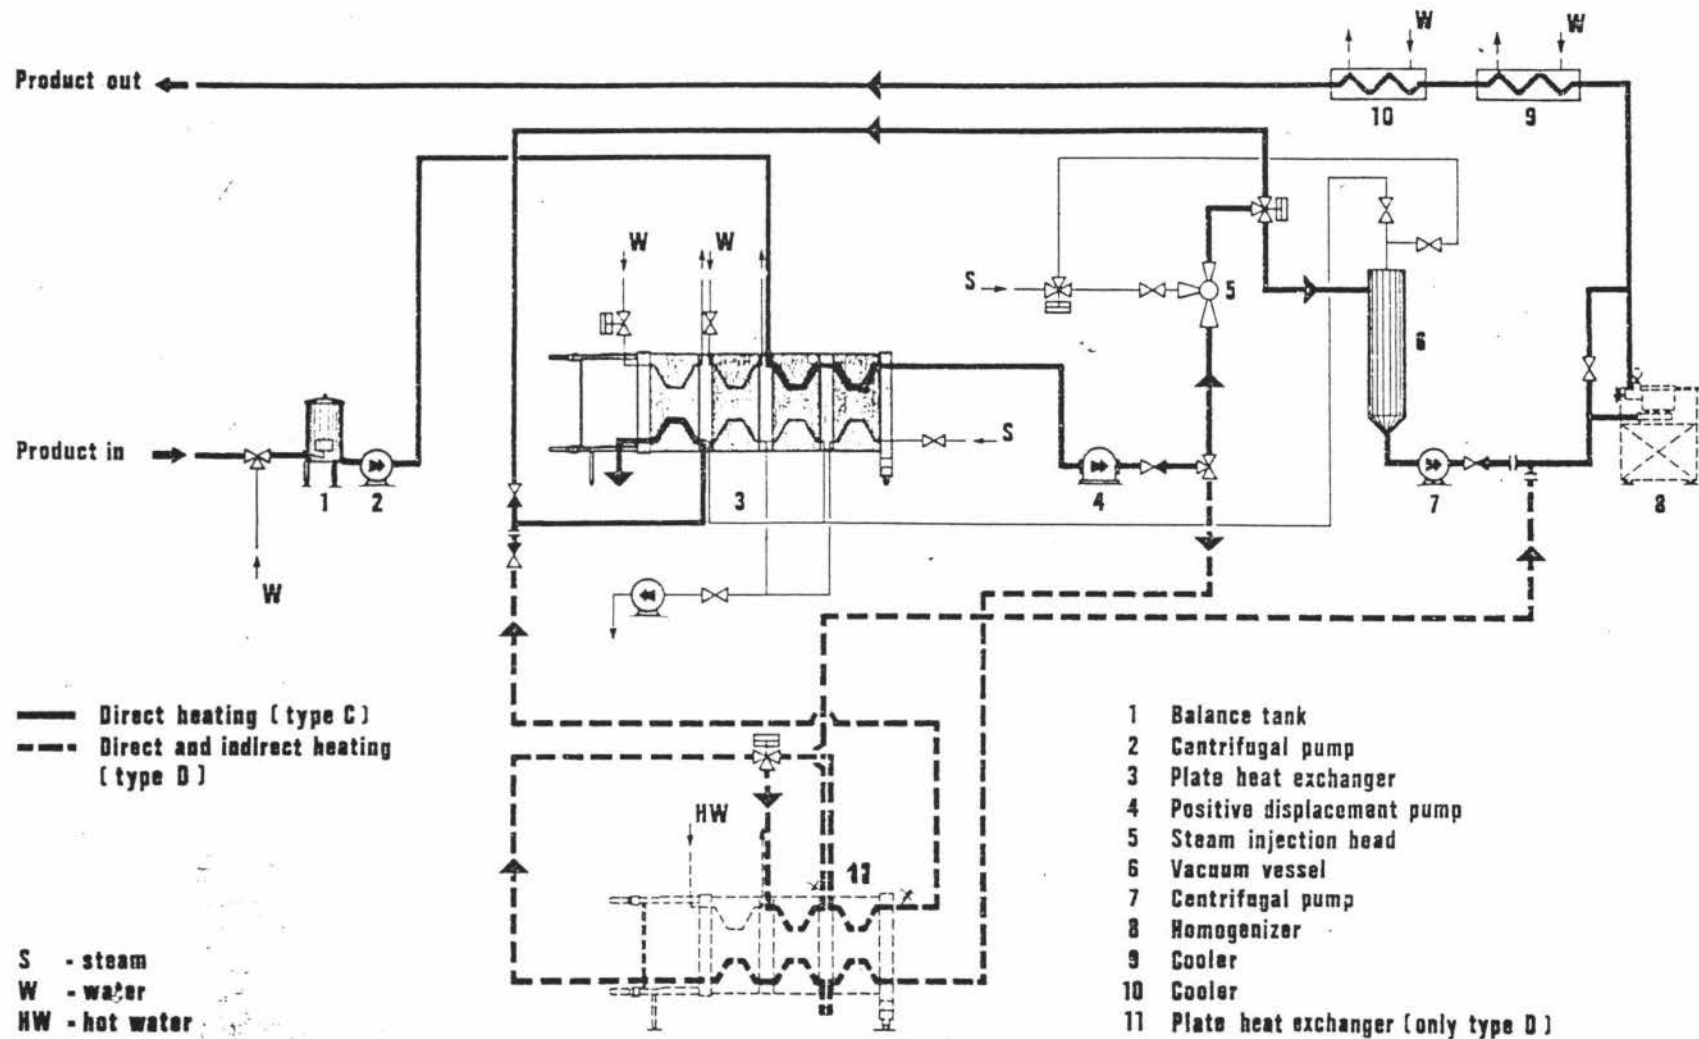 W
W
Product out
10
9
W
W
S
5
6
Product in
S
1
2
3
4
7
8
W
Direct heating (type C)
Direct and indirect heating
(type D)
HW
11
S - steam
W - water
HW - hot water
1 Balance tank
2 Cantrifugal pump
3 Plate heat exchanger
4 Positive displacement pump
5 Steam injection head
6 Vacuum vessel
7 Centrifugal pump
8 Homogenizer
9 Cooler
10 Cooler
11 Plate heat exchanger (only type D)